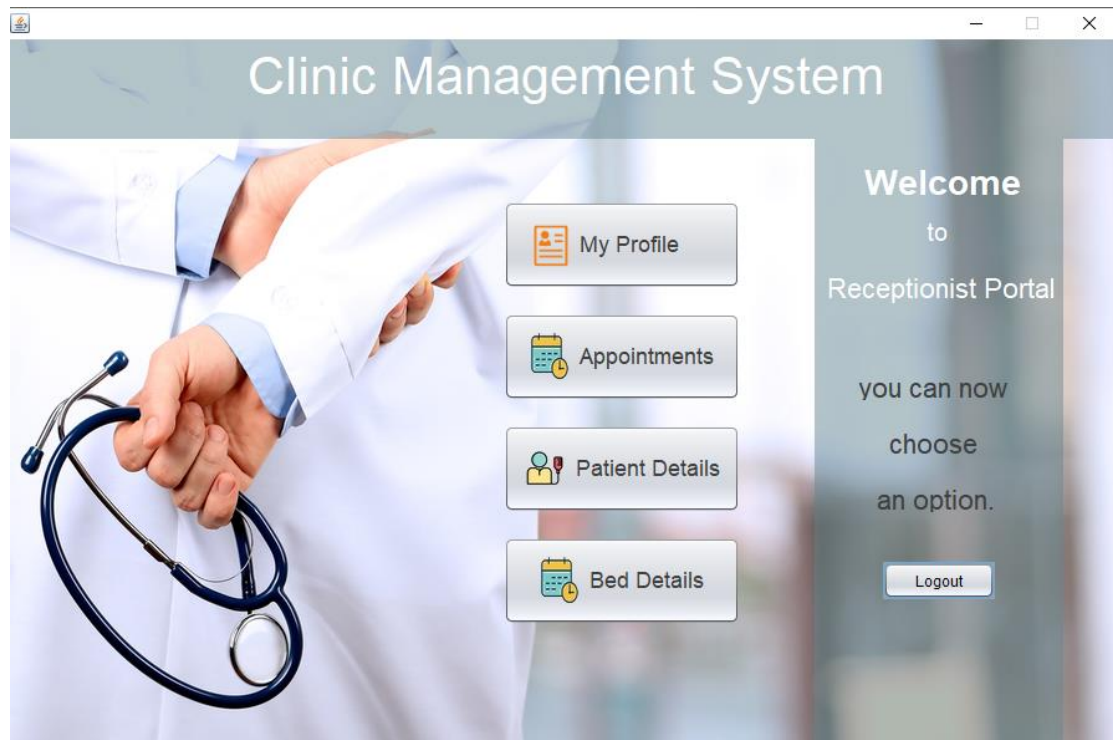 Clinic Management System
Welcome
to
Receptionist Portal
you can now
choose
an option.
My Profile
Appointments
Patient Details
Bed Details
Logout